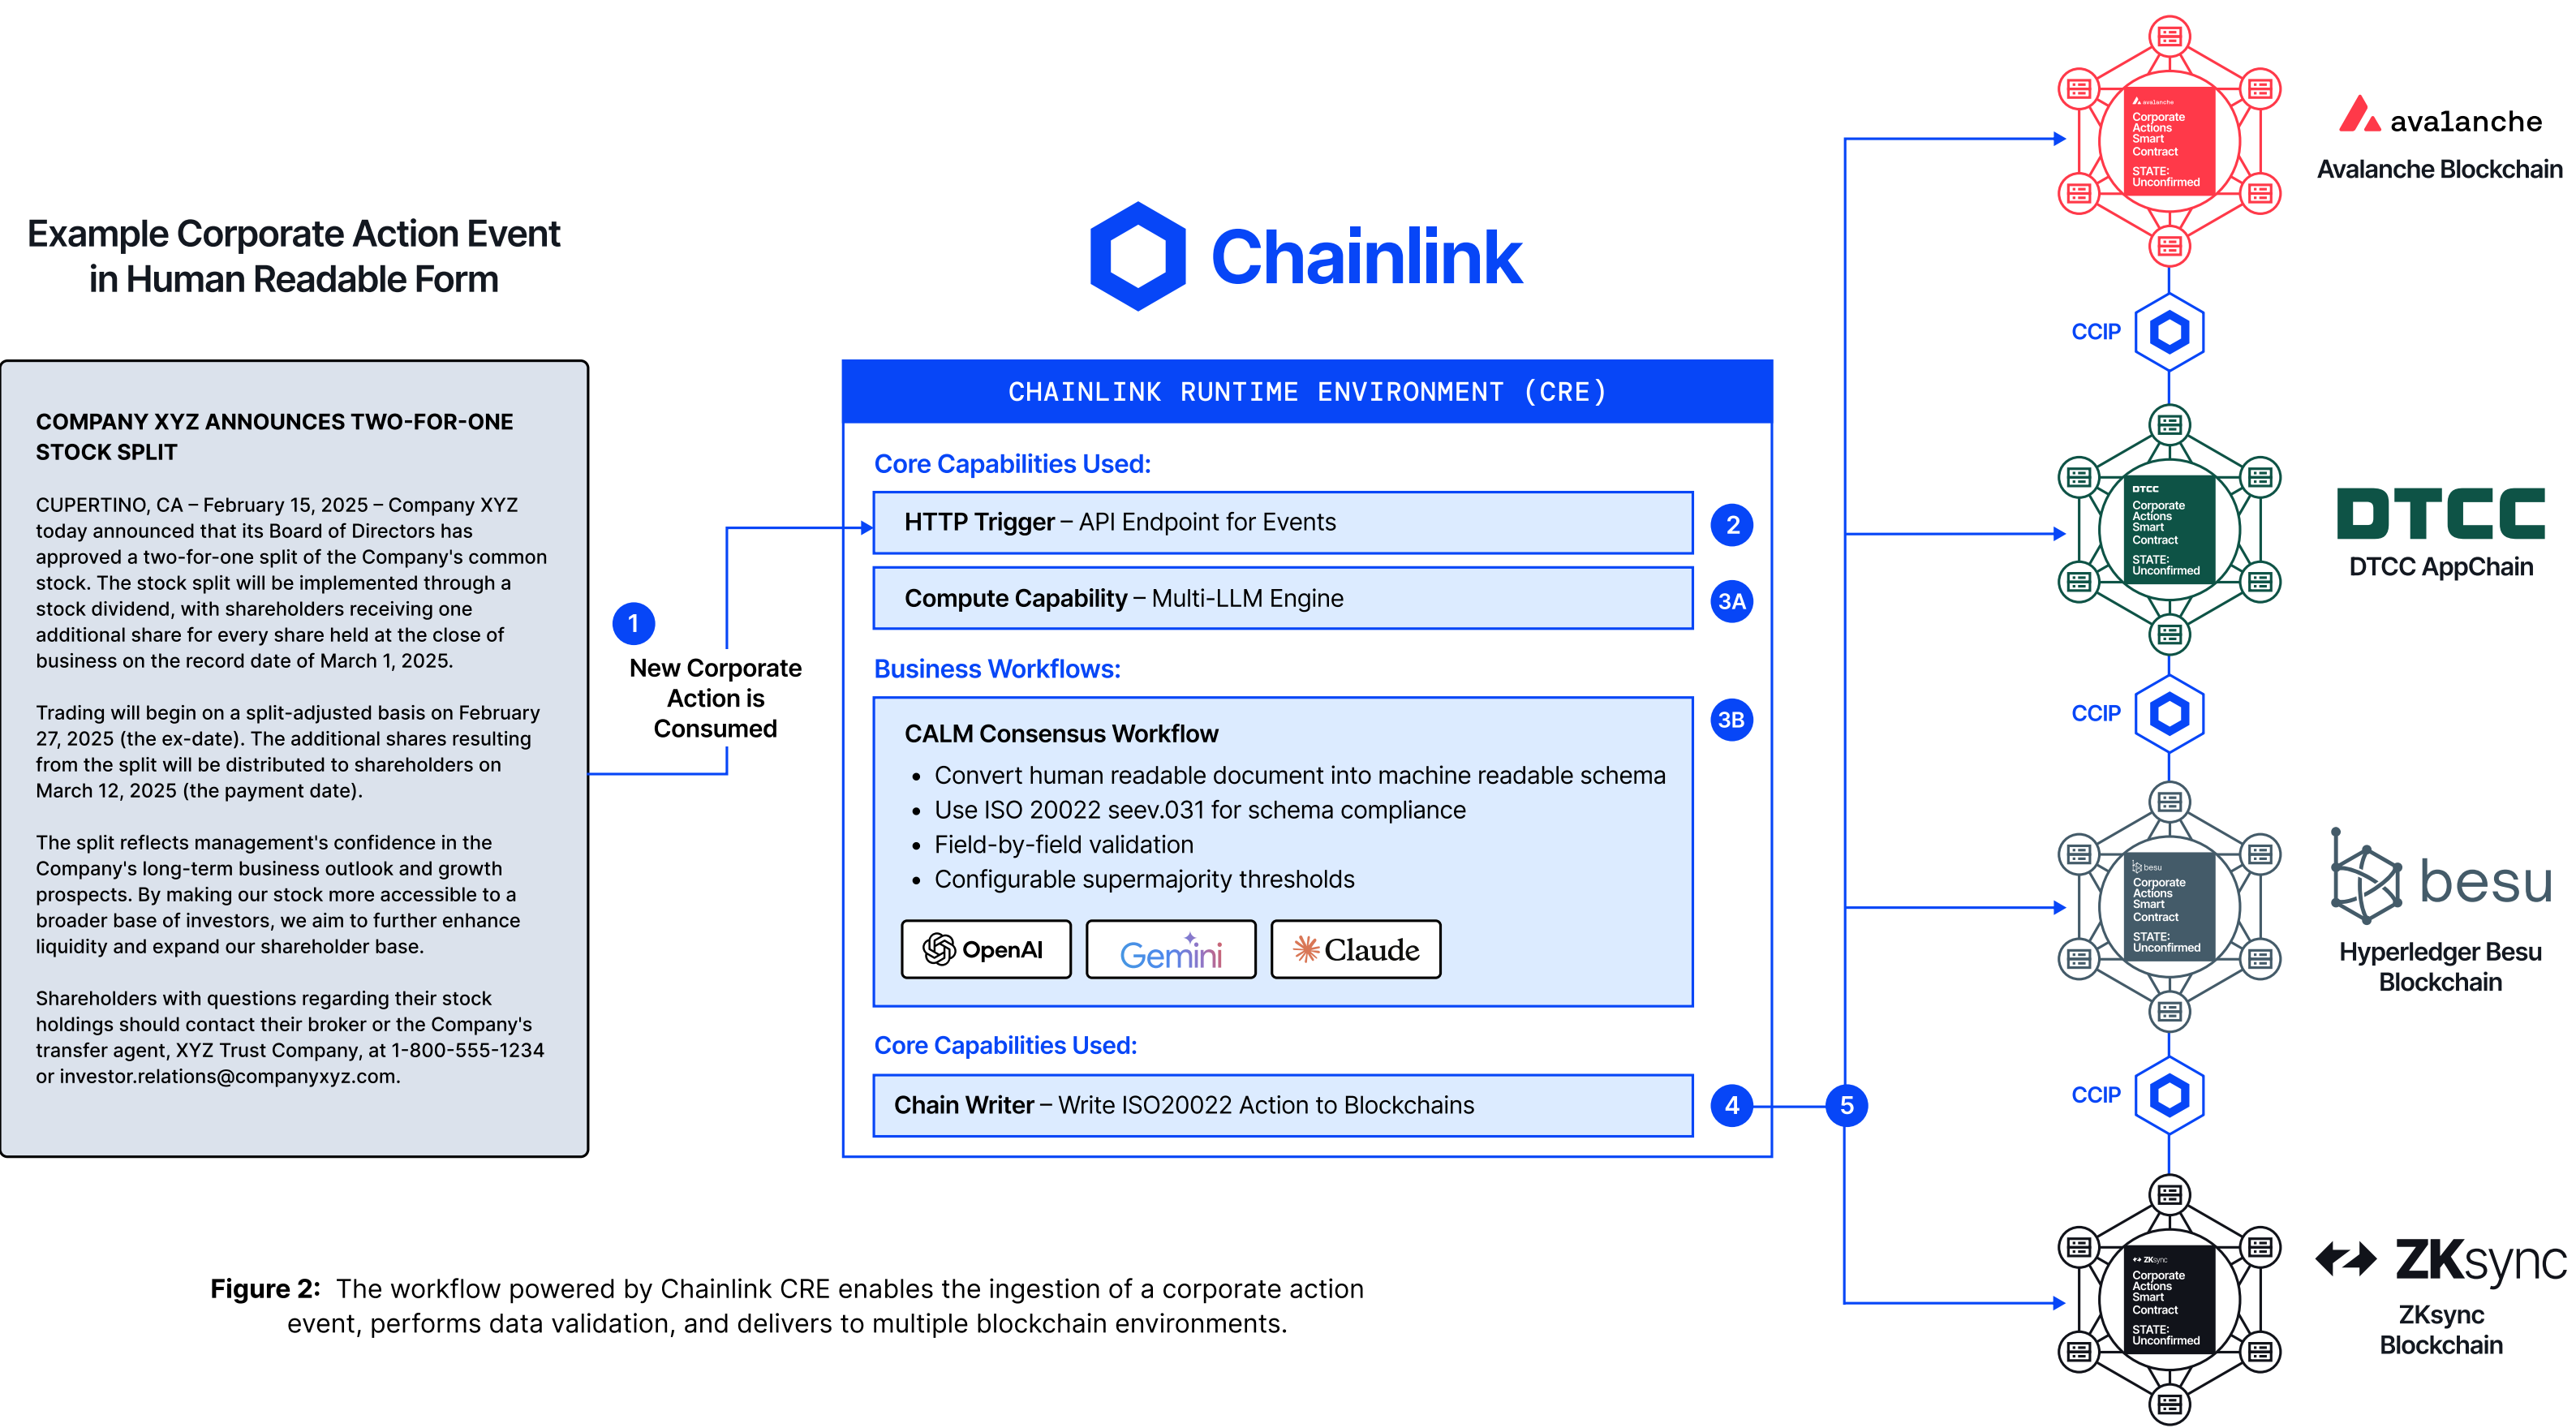 Example Corporate Action Event
in Human Readable Form
COMPANY XYZ ANNOUNCES TWO-FOR-ONE
STOCK SPLIT
CUPERTINO, CA – February 15, 2025 – Company XYZ
today announced that its Board of Directors has
approved a two-for-one split of the Company's common
stock. The stock split will be implemented through a
stock dividend, with shareholders receiving one
additional share for every share held at the close of
business on the record date of March 1, 2025.
Trading will begin on a split-adjusted basis on February
27, 2025 (the ex-date). The additional shares resulting
from the split will be distributed to shareholders on
March 12, 2025 (the payment date).
The split reflects management's confidence in the
Company's long-term business outlook and growth
prospects. By making our stock more accessible to a
broader base of investors, we aim to further enhance
liquidity and expand our shareholder base.
Shareholders with questions regarding their stock
holdings should contact their broker or the Company's
transfer agent, XYZ Trust Company, at 1-800-555-1234
or investor.relations@companyxyz.com.
1
New Corporate
Action is
Consumed
Chainlink
CHAINLINK RUNTIME ENVIRONMENT (CRE)
Core Capabilities Used:
HTTP Trigger – API Endpoint for Events
2
Compute Capability – Multi-LLM Engine
3A
Business Workflows:
3B
CALM Consensus Workflow
• Convert human readable document into machine readable schema
• Use ISO 20022 seev.031 for schema compliance
• Field-by-field validation
• Configurable supermajority thresholds
OpenAI
Gemini
Claude
Core Capabilities Used:
Chain Writer – Write ISO20022 Action to Blockchains
4
5
avalanche
Corporate
Actions
Smart
Contract
STATE:
Unconfirmed
avalanche
Avalanche Blockchain
CCIP
DTCC
Corporate
Actions
Smart
Contract
STATE:
Unconfirmed
DTCC
DTCC AppChain
CCIP
besu
Corporate
Actions
Smart
Contract
STATE:
Unconfirmed
besu
Hyperledger Besu
Blockchain
CCIP
ZKsync
Corporate
Actions
Smart
Contract
STATE:
Unconfirmed
ZKsync
ZKsync
Blockchain
Figure 2: The workflow powered by Chainlink CRE enables the ingestion of a corporate action
event, performs data validation, and delivers to multiple blockchain environments.